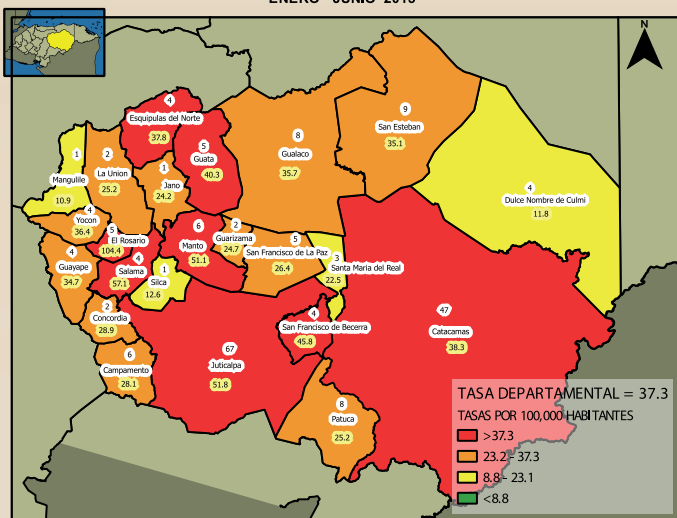 ENERO - JUNIO 2015
N
4
Esquipulas del Norte
37.8
5
Guata
40.3
8
Gualaco
35.7
9
San Esteban
35.1
4
Dulce Nombre de Culmi
11.8
1
Mangulile
10.9
2
La Union
25.2
1
Jano
24.2
4
Yocon
36.4
5
El Rosario
104.4
6
Manto
51.1
2
Guarizama
24.7
5
San Francisco de La Paz
26.4
3
Santa Maria del Real
22.5
4
Guayape
34.7
4
Salama
57.1
1
Silca
12.6
2
Concordia
28.9
4
San Francisco de Becerra
45.8
47
Catacamas
38.3
6
Campamento
28.1
67
Juticalpa
51.8
8
Patuca
25.2
TASA DEPARTAMENTAL = 37.3
TASAS POR 100,000 HABITANTES
>37.3
23.2 - 37.3
8.8 - 23.1
<8.8